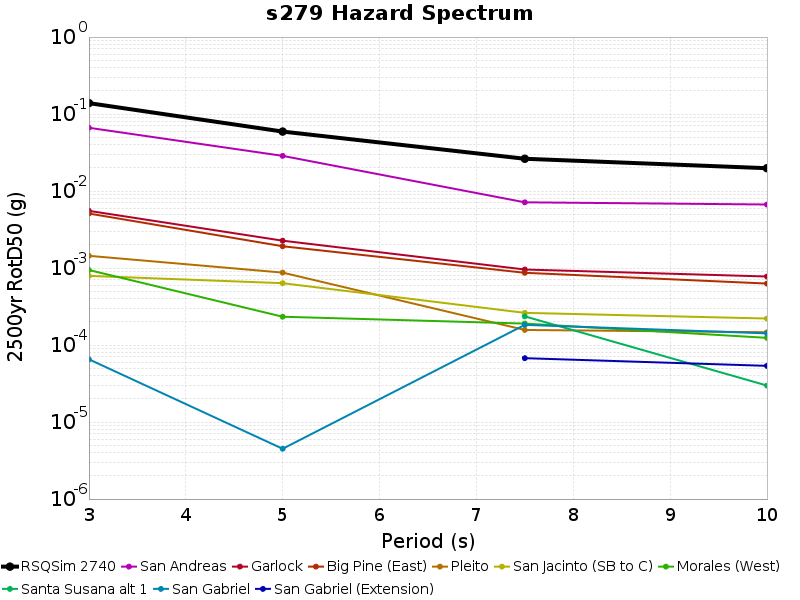 s279 Hazard Spectrum
10^0
10^-1
10^-2
10^-3
10^-4
10^-5
10^-6
2500yr RotD50 (g)
3 4 5 6 7 8 9 10
Period (s)
RSQSim 2740 San Andreas Garlock Big Pine (East) Pleito San Jacinto (SB to C) Morales (West)
Santa Susana alt 1 San Gabriel San Gabriel (Extension)